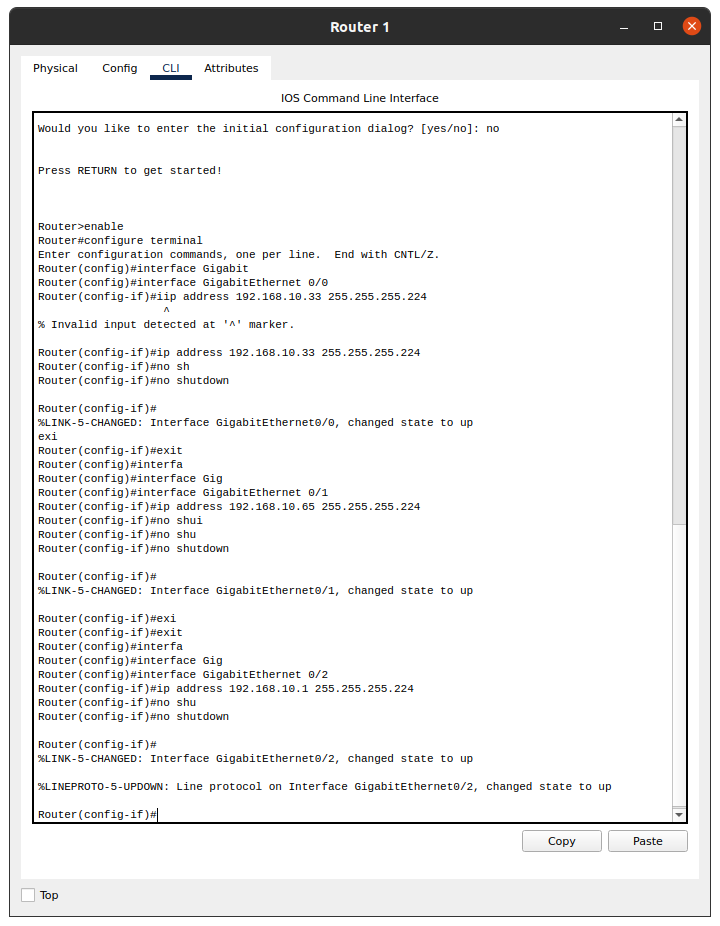 Router 1
Physical Config CLI Attributes
IOS Command Line Interface
Would you like to enter the initial configuration dialog? [yes/no]: no
Press RETURN to get started!
Router>enable
Router#configure terminal
Enter configuration commands, one per line.  End with CNTL/Z.
Router(config)#interface Gigabit
Router(config)#interface GigabitEthernet 0/0
Router(config-if)#iip address 192.168.10.33 255.255.255.224
^
% Invalid input detected at '^' marker.
Router(config-if)#ip address 192.168.10.33 255.255.255.224
Router(config-if)#no sh
Router(config-if)#no shutdown
Router(config-if)#
%LINK-5-CHANGED: Interface GigabitEthernet0/0, changed state to up
exi
Router(config-if)#exit
Router(config)#interfa
Router(config)#interface Gig
Router(config)#interface GigabitEthernet 0/1
Router(config-if)#ip address 192.168.10.65 255.255.255.224
Router(config-if)#no shui
Router(config-if)#no shu
Router(config-if)#no shutdown
Router(config-if)#
%LINK-5-CHANGED: Interface GigabitEthernet0/1, changed state to up
Router(config-if)#exi
Router(config-if)#exit
Router(config)#interfa
Router(config)#interface Gig
Router(config)#interface GigabitEthernet 0/2
Router(config-if)#ip address 192.168.10.1 255.255.255.224
Router(config-if)#no shu
Router(config-if)#no shutdown
Router(config-if)#
%LINK-5-CHANGED: Interface GigabitEthernet0/2, changed state to up
%LINEPROTO-5-UPDOWN: Line protocol on Interface GigabitEthernet0/2, changed state to up
Router(config-if)#
Copy Paste
Top